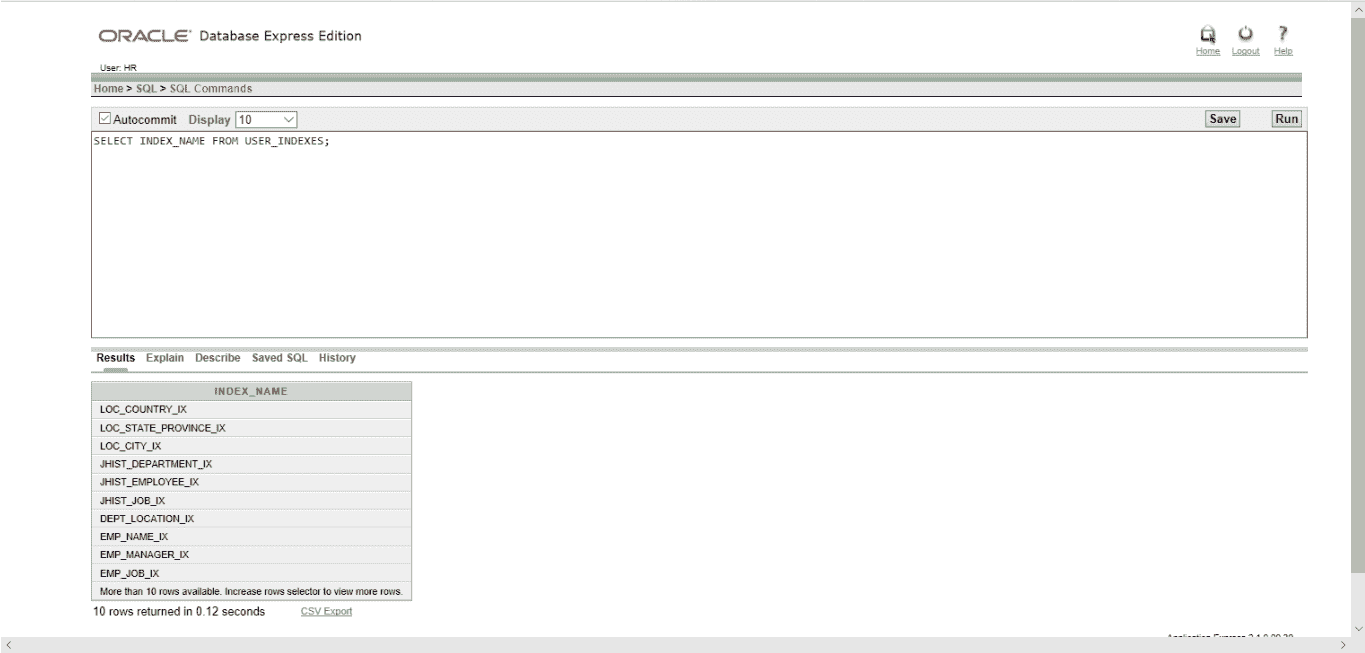 ORACLE Database Express Edition
Home Logout Help
User: HR
Home > SQL > SQL Commands
Autocommit Display 10 Save Run
SELECT INDEX_NAME FROM USER_INDEXES;
Results Explain Describe Saved SQL History
INDEX_NAME
LOC_COUNTRY_IX
LOC_STATE_PROVINCE_IX
LOC_CITY_IX
JHIST_DEPARTMENT_IX
JHIST_EMPLOYEE_IX
JHIST_JOB_IX
DEPT_LOCATION_IX
EMP_NAME_IX
EMP_MANAGER_IX
EMP_JOB_IX
More than 10 rows available. Increase rows selector to view more rows.
10 rows returned in 0.12 seconds CSV Export
Application Express